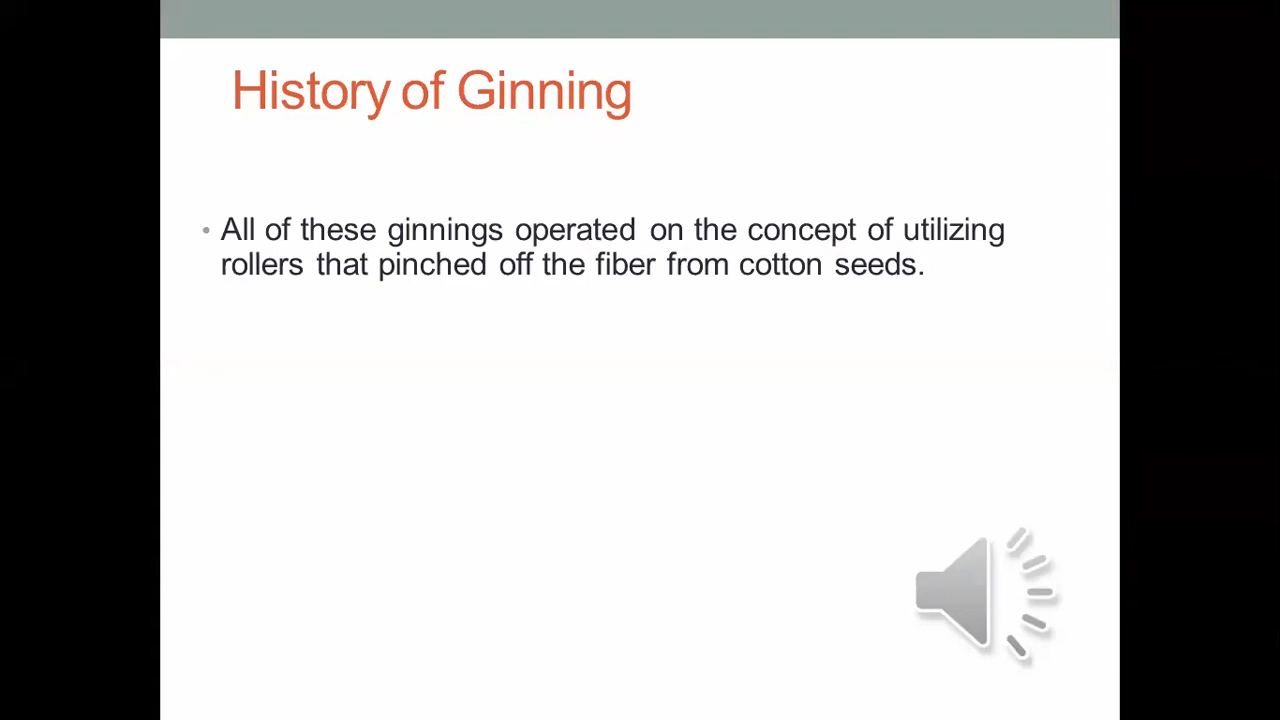 History of Ginning
• All of these ginnings operated on the concept of utilizing
rollers that pinched off the fiber from cotton seeds.